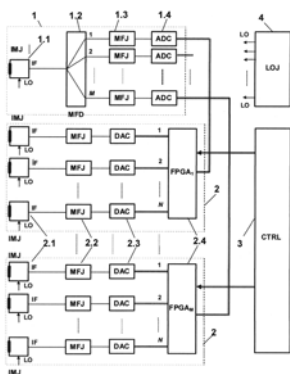 1
1.1
1.2
1.3
1.4
4
IMJ
IF
LO
MFD
1
MFJ
ADC
2
MFJ
ADC
M
MFJ
ADC
LO
LO
LOJ
IMJ
IF
LO
MFJ
DAC
1
IF
LO
MFJ
DAC
2
FPGA₁
IF
LO
MFJ
DAC
N
IMJ
2
2.1
2.2
2.3
2.4
3
CTRL
IMJ
IF
LO
MFJ
DAC
1
IF
LO
MFJ
DAC
2
FPGA_M
IF
LO
MFJ
DAC
N
2
IMJ